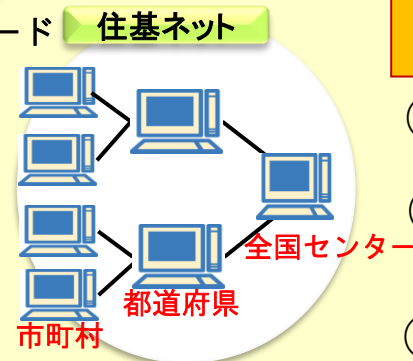 ード
住基ネット
全国センター
都道府県
市町村